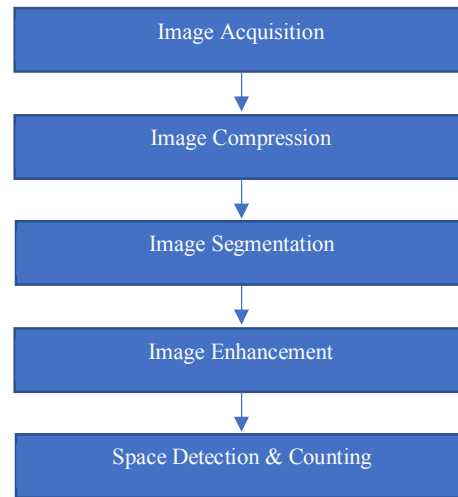 Image Acquisition
Image Compression
Image Segmentation
Image Enhancement
Space Detection & Counting